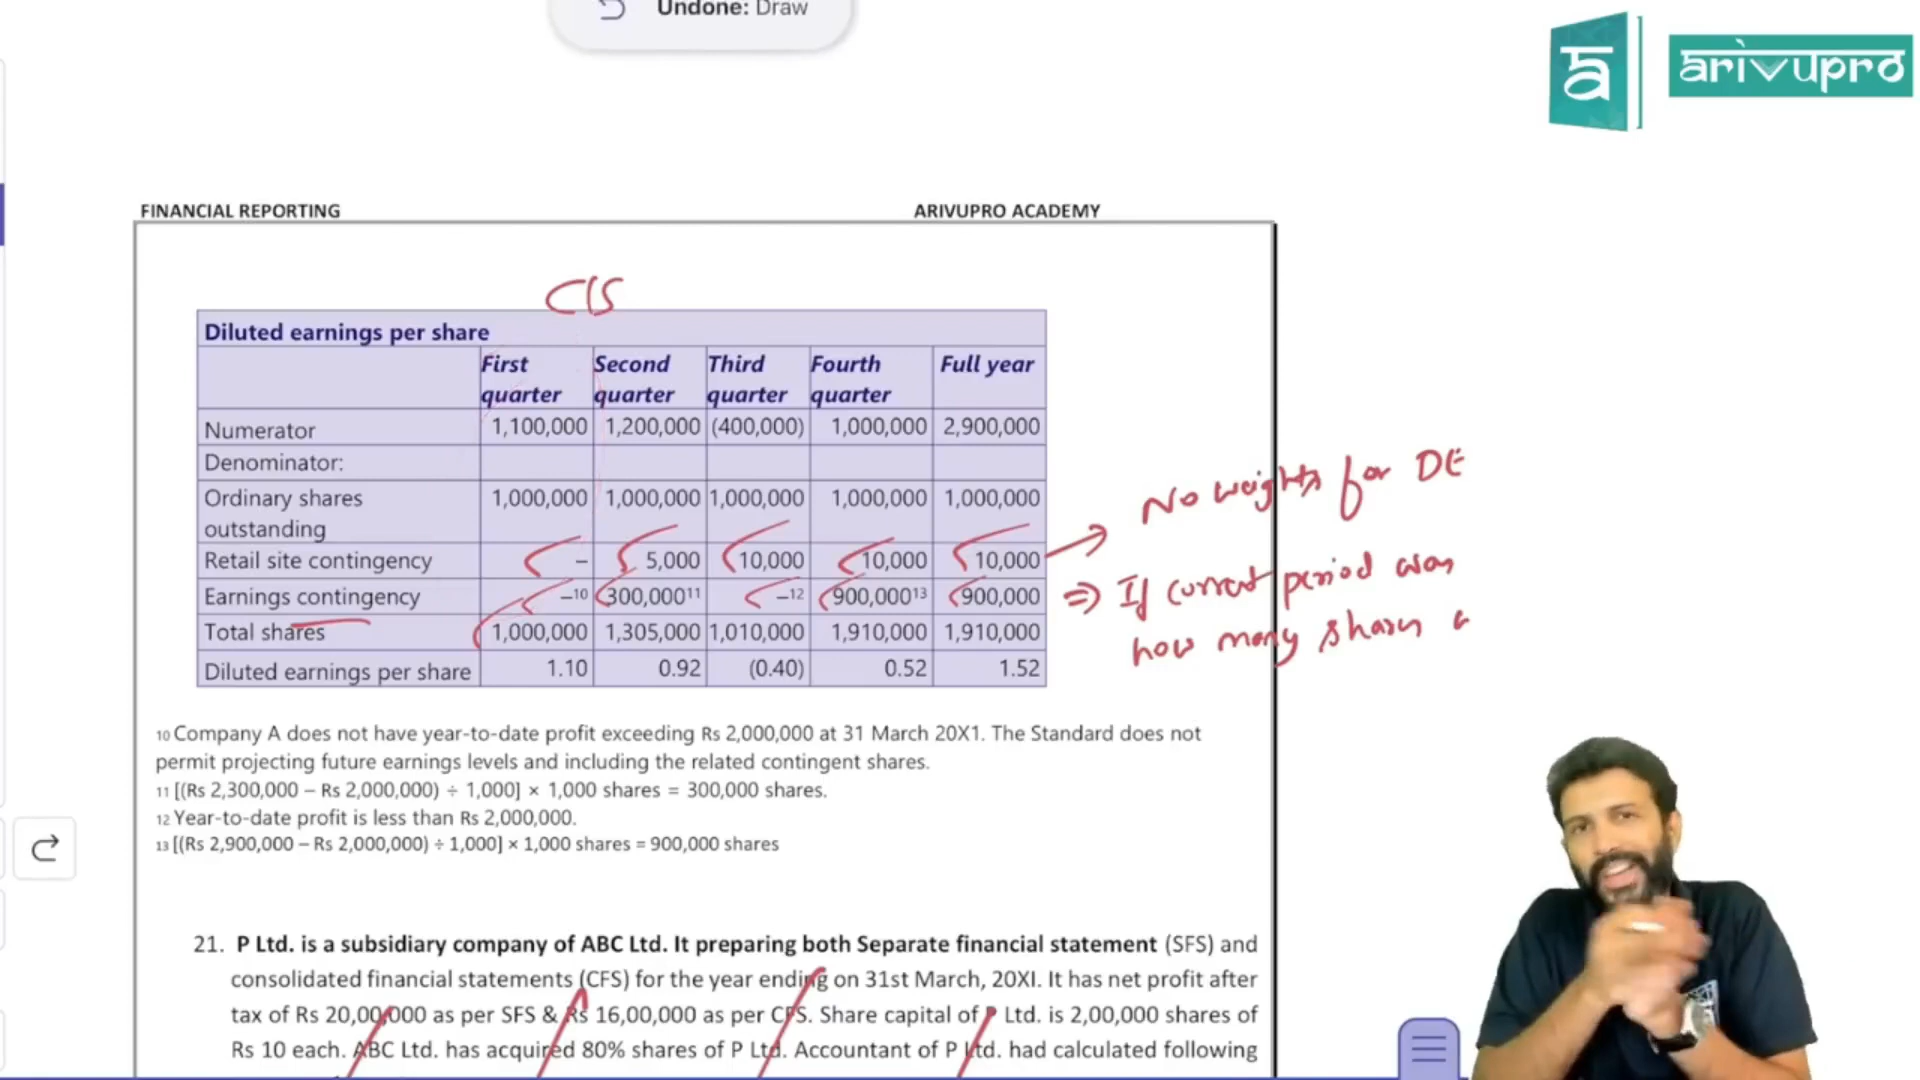 Undone: Draw
ā arivupro
FINANCIAL REPORTING ARIVUPRO ACADEMY
CIS
Diluted earnings per share
First quarter Second quarter Third quarter Fourth quarter Full year
Numerator 1,100,000 1,200,000 (400,000) 1,000,000 2,900,000
Denominator:
Ordinary shares outstanding 1,000,000 1,000,000 1,000,000 1,000,000 1,000,000
Retail site contingency – 5,000 10,000 10,000 10,000
Earnings contingency –10 300,00011 –12 900,00013 900,000
Total shares 1,000,000 1,305,000 1,010,000 1,910,000 1,910,000
Diluted earnings per share 1.10 0.92 (0.40) 0.52 1.52
No weights for DE
⇒ If current period was
how many shares
10 Company A does not have year-to-date profit exceeding Rs 2,000,000 at 31 March 20X1. The Standard does not
permit projecting future earnings levels and including the related contingent shares.
11 [(Rs 2,300,000 – Rs 2,000,000) ÷ 1,000] × 1,000 shares = 300,000 shares.
12 Year-to-date profit is less than Rs 2,000,000.
13 [(Rs 2,900,000 – Rs 2,000,000) ÷ 1,000] × 1,000 shares = 900,000 shares
21. P Ltd. is a subsidiary company of ABC Ltd. It preparing both Separate financial statement (SFS) and
consolidated financial statements (CFS) for the year ending on 31st March, 20XI. It has net profit after
tax of Rs 20,00,000 as per SFS & Rs 16,00,000 as per CFS. Share capital of P Ltd. is 2,00,000 shares of
Rs 10 each. ABC Ltd. has acquired 80% shares of P Ltd. Accountant of P Ltd. had calculated following